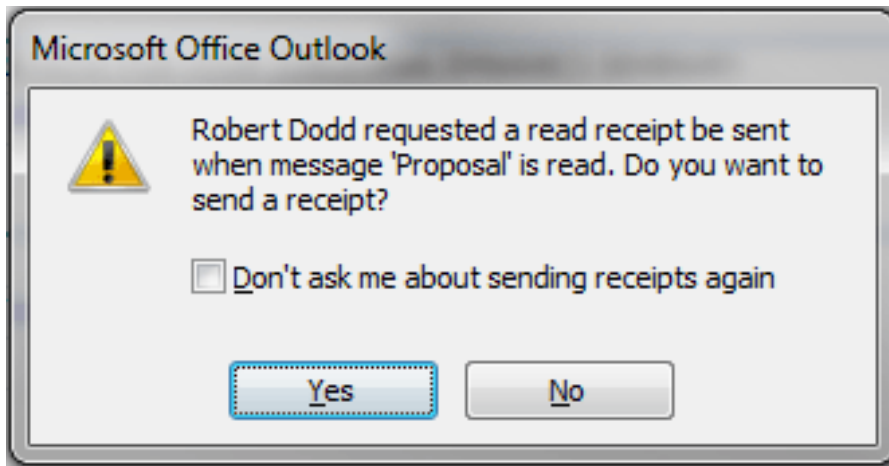 Microsoft Office Outlook
Robert Dodd requested a read receipt be sent
when message 'Proposal' is read. Do you want to
send a receipt?
Don't ask me about sending receipts again
Yes
No